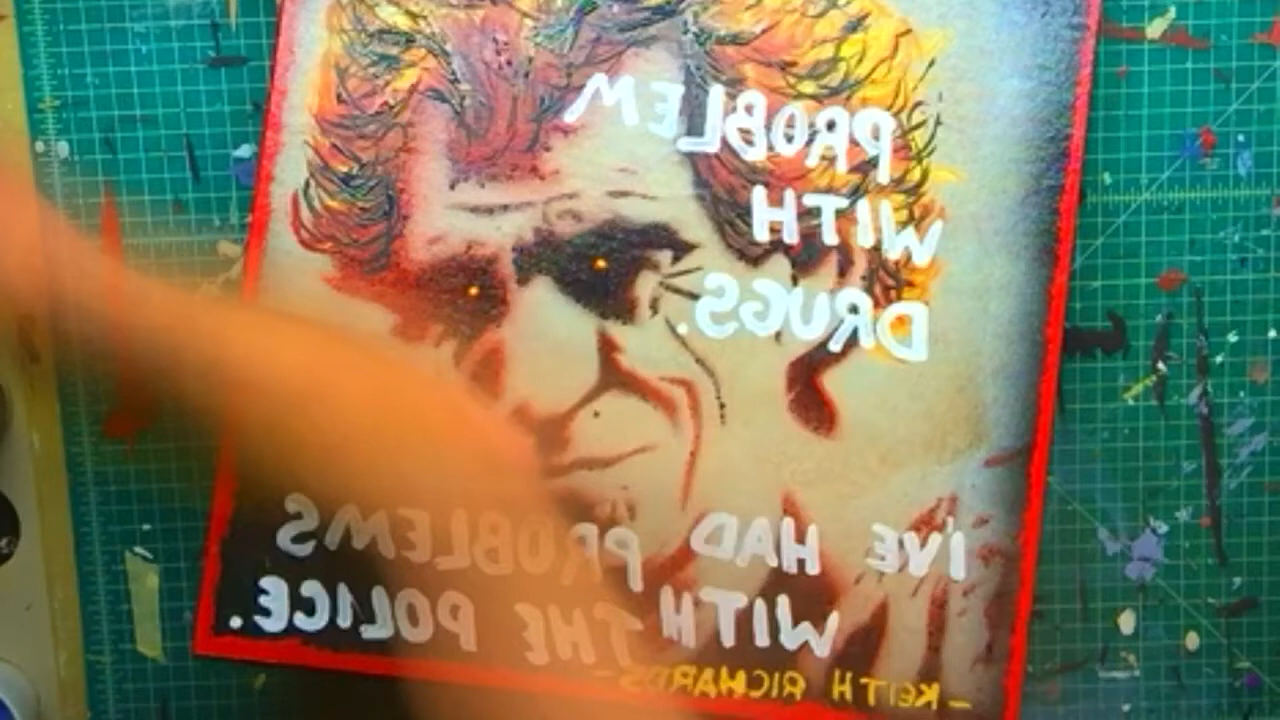 PROBLEM
WITH
DRUGS.
I'VE HAD PROBLEMS
WITH THE POLICE.
-KEITH RICHARDS-